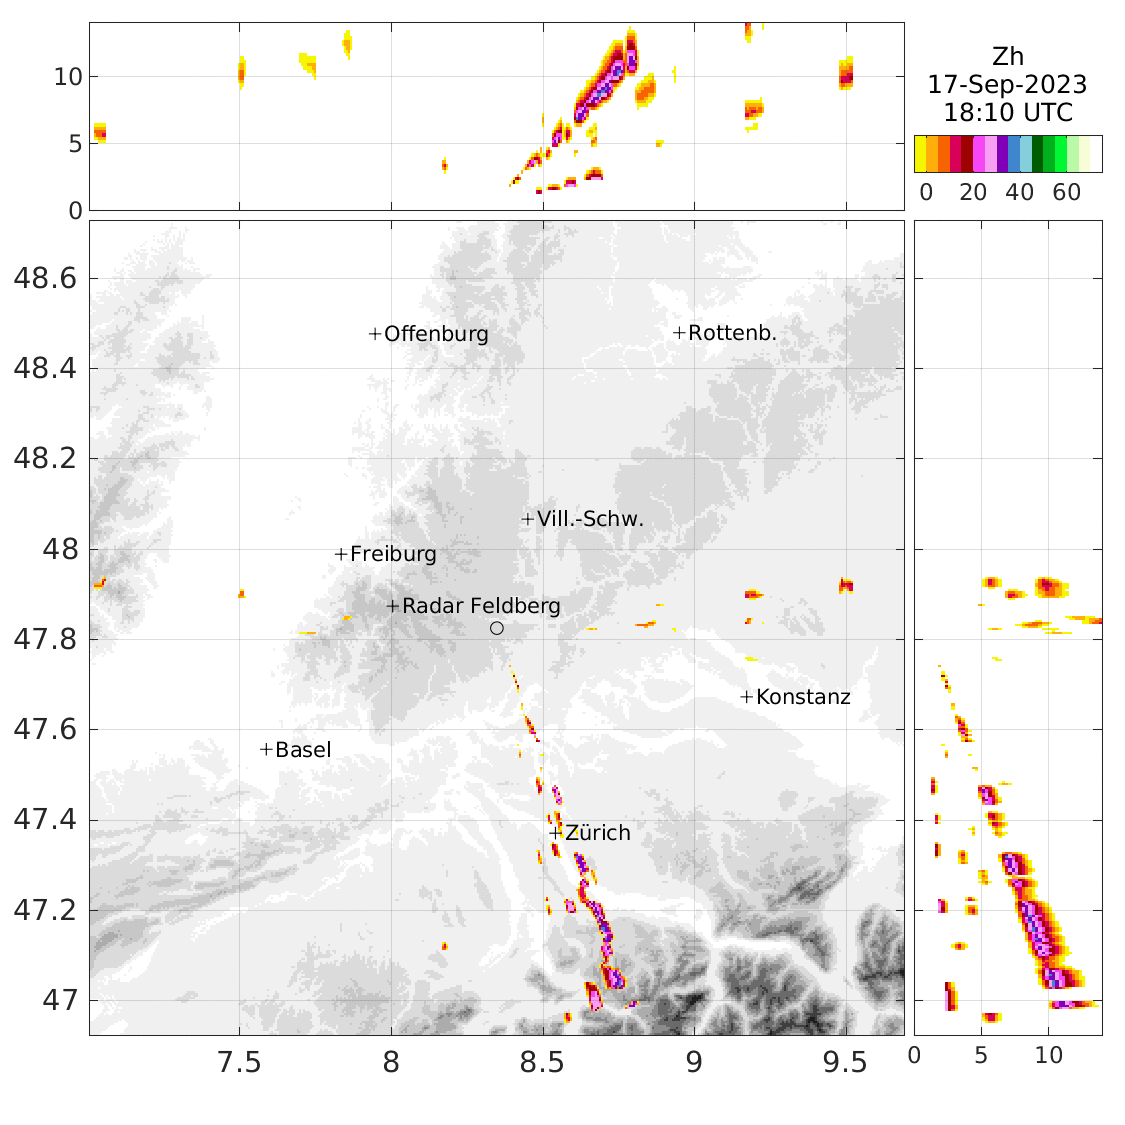 Zh
17-Sep-2023
18:10 UTC
0 20 40 60
10
5
0
48.6
48.4
48.2
48
47.8
47.6
47.4
47.2
47
Offenburg
Rottenb.
Vill.-Schw.
Freiburg
Radar Feldberg
Konstanz
Basel
Zürich
7.5 8 8.5 9 9.5
0 5 10